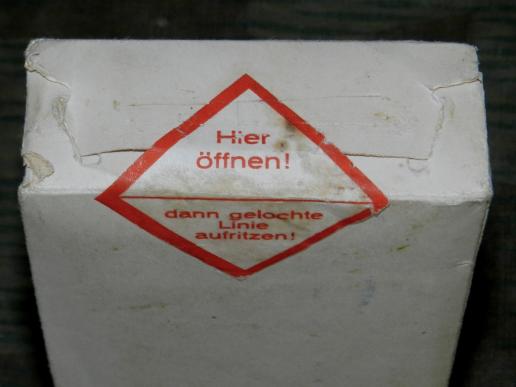 Hier
öffnen!
dann gelochte
Linie
aufritzen!